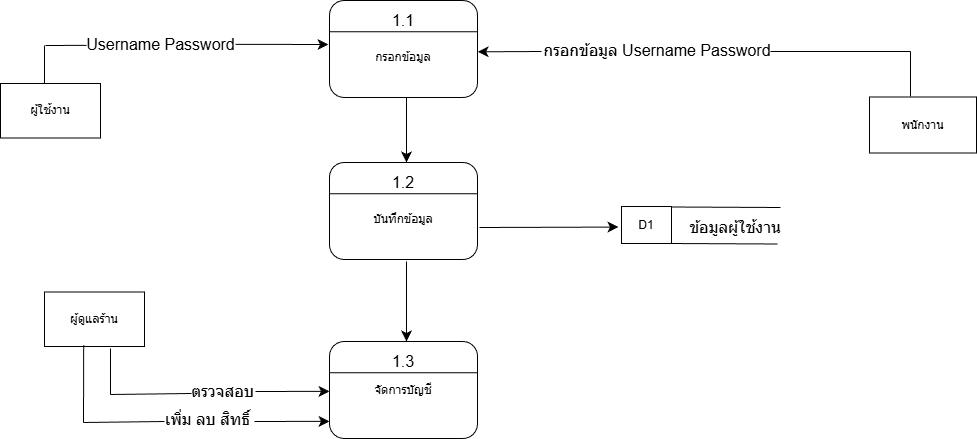 1.1
Username Password
กรอกข้อมูล
กรอกข้อมูล Username Password
ผู้ใช้งาน
พนักงาน
1.2
บันทึกข้อมูล
D1
ข้อมูลผู้ใช้งาน
ผู้ดูแลร้าน
1.3
จัดการบัญชี
ตรวจสอบ
เพิ่ม ลบ สิทธิ์